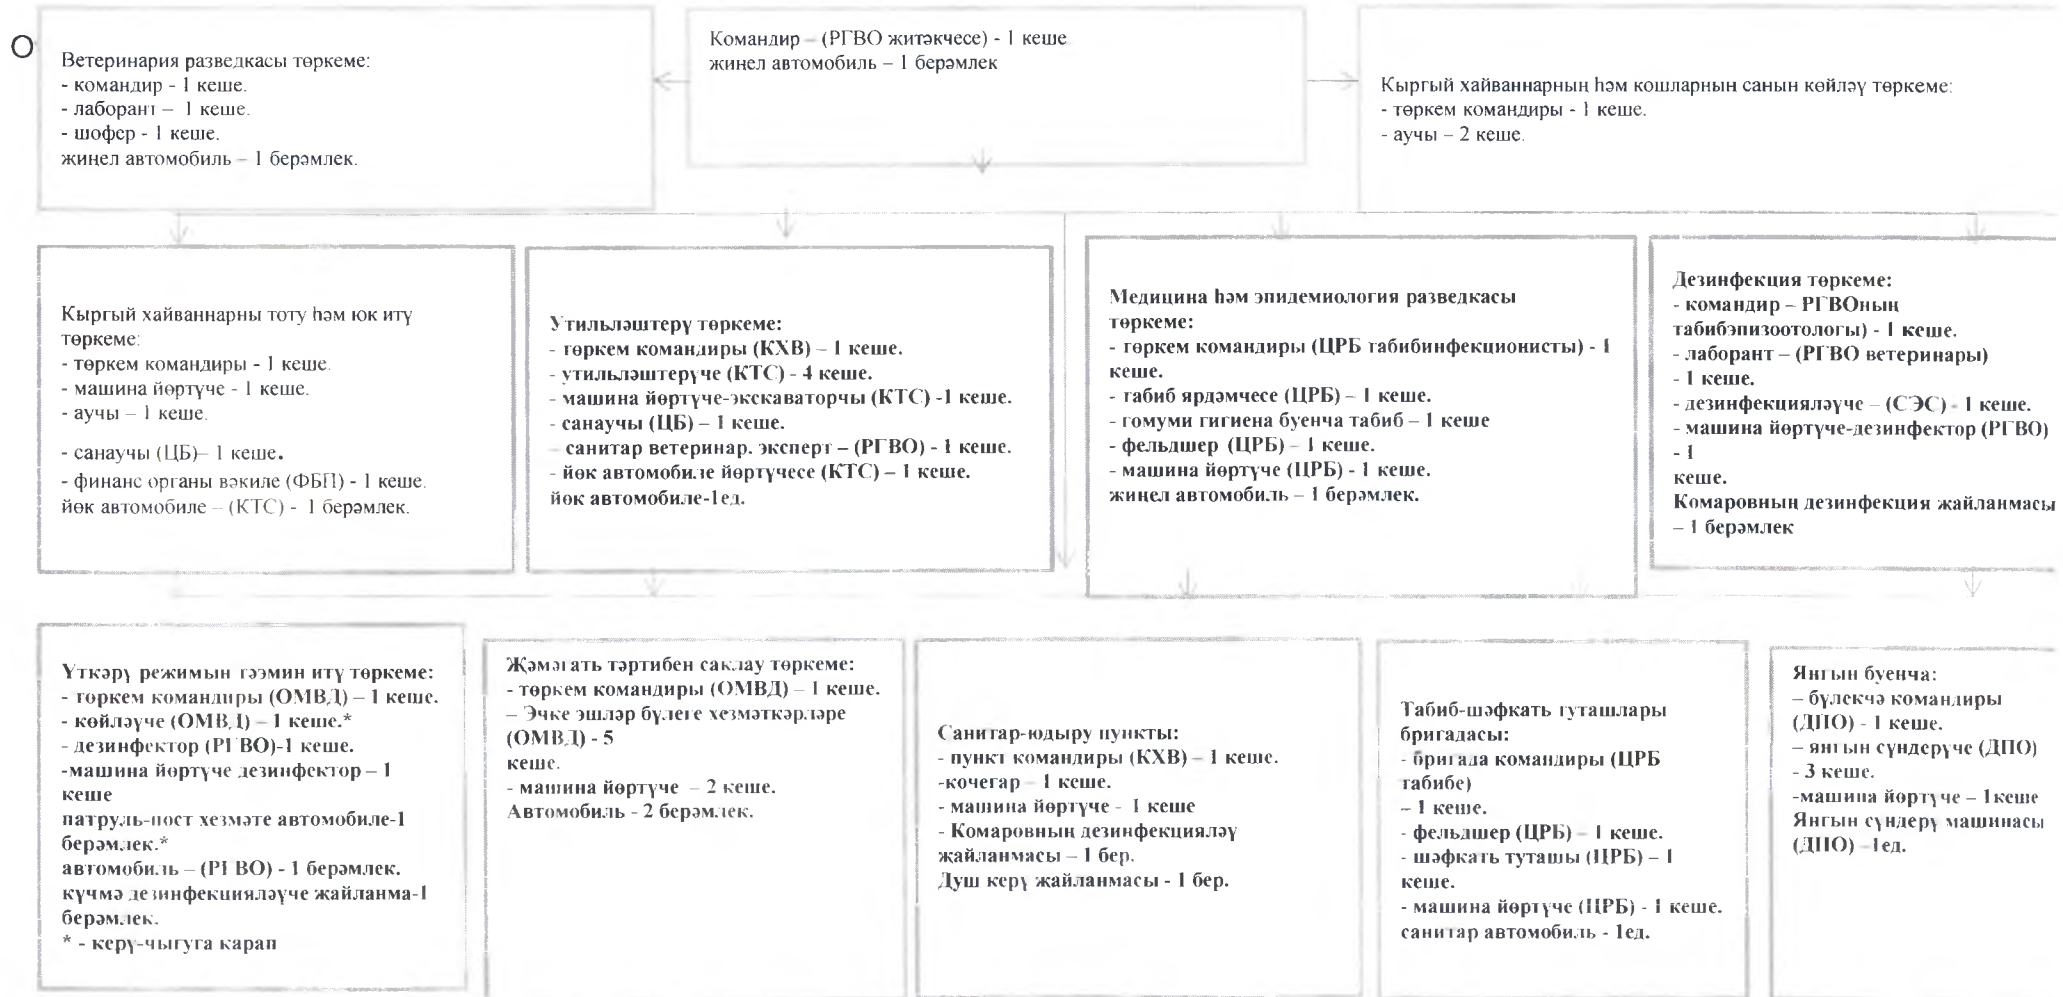 О
Ветеринария разведкасы төркеме:
- командир - 1 кеше.
- лаборант – 1 кеше.
- шофер - 1 кеше.
жиңел автомобиль – 1 берәмлек.
Командир – (РГВО житәкчесе) - 1 кеше
жинел автомобиль – 1 берәмлек
Кыргый хайваннарның һәм кошларның санын көйләү төркеме:
- төркем командиры - 1 кеше.
- аучы – 2 кеше.
Кыргый хайваннарны тоту һәм юк итү
төркеме:
- төркем командиры - 1 кеше.
- машина йөртүче - 1 кеше.
- аучы – 1 кеше.
- санаучы (ЦБ)– 1 кеше.
- финанс органы вәкиле (ФБП) - 1 кеше.
йөк автомобиле – (КТС) - 1 берәмлек.
Утильләштерү төркеме:
- төркем командиры (КХВ) – 1 кеше.
- утильләштерүче (КТС) - 4 кеше.
- машина йөртүче-экскаваторчы (КТС) -1 кеше.
- санаучы (ЦБ) – 1 кеше.
– санитар ветеринар. эксперт – (РГВО) - 1 кеше.
- йөк автомобиле йөртүчесе (КТС) – 1 кеше.
йөк автомобиле-1ед.
Медицина һәм эпидемиология разведкасы
төркеме:
- төркем командиры (ЦРБ табибинфекционисты) - 1
кеше.
- табиб ярдәмчесе (ЦРБ) – 1 кеше.
- гомуми гигиена буенча табиб – 1 кеше
- фельдшер (ЦРБ) – 1 кеше.
- машина йөртүче (ЦРБ) - 1 кеше.
жиңел автомобиль – 1 берәмлек.
Дезинфекция төркеме:
- командир – РГВОның
табибэпизоотологы) - 1 кеше.
- лаборант – (РГВО ветеринары)
- 1 кеше.
- дезинфекцияләүче – (СЭС) - 1 кеше.
- машина йөртүче-дезинфектор (РГВО)
- 1
кеше.
Комаровның дезинфекция жайланмасы
– 1 берәмлек
Үткәрү режимын тәэмин итү төркеме:
- төркем командиры (ОМВД) – 1 кеше.
- көйләүче (ОМВД) – 1 кеше.*
- дезинфектор (РГВО)-1 кеше.
-машина йөртүче дезинфектор – 1
кеше
патруль-пост хезмәте автомобиле-1
берәмлек.*
автомобиль – (РГВО) - 1 берәмлек.
күчмә дезинфекцияләүче жайланма-1
берәмлек.
* - керү-чыгуга карап
Җәмәгать тәртибен саклау төркеме:
- төркем командиры (ОМВД) – 1 кеше.
– Эчке эшләр бүлеге хезмәткәрләре
(ОМВД) - 5
кеше.
- машина йөртүче – 2 кеше.
Автомобиль - 2 берәмлек.
Санитар-юдыру пункты:
- пункт командиры (КХВ) – 1 кеше.
-кочегар – 1 кеше.
- машина йөртүче - 1 кеше
- Комаровның дезинфекцияләү
жайланмасы – 1 бер.
Душ керү жайланмасы - 1 бер.
Табиб-шәфкать туташлары
бригадасы:
- бригада командиры (ЦРБ
табибе)
– 1 кеше.
- фельдшер (ЦРБ) – 1 кеше.
- шәфкать туташы (ЦРБ) – 1
кеше.
- машина йөртүче (ЦРБ) - 1 кеше.
санитар автомобиль - 1ед.
Янгын буенча:
– бүлекчә командиры
(ДПО) - 1 кеше.
– янгын сүндерүче (ДПО)
- 3 кеше.
-машина йөртүче – 1кеше
Янгын сүндерү машинасы
(ДПО) –1ед.